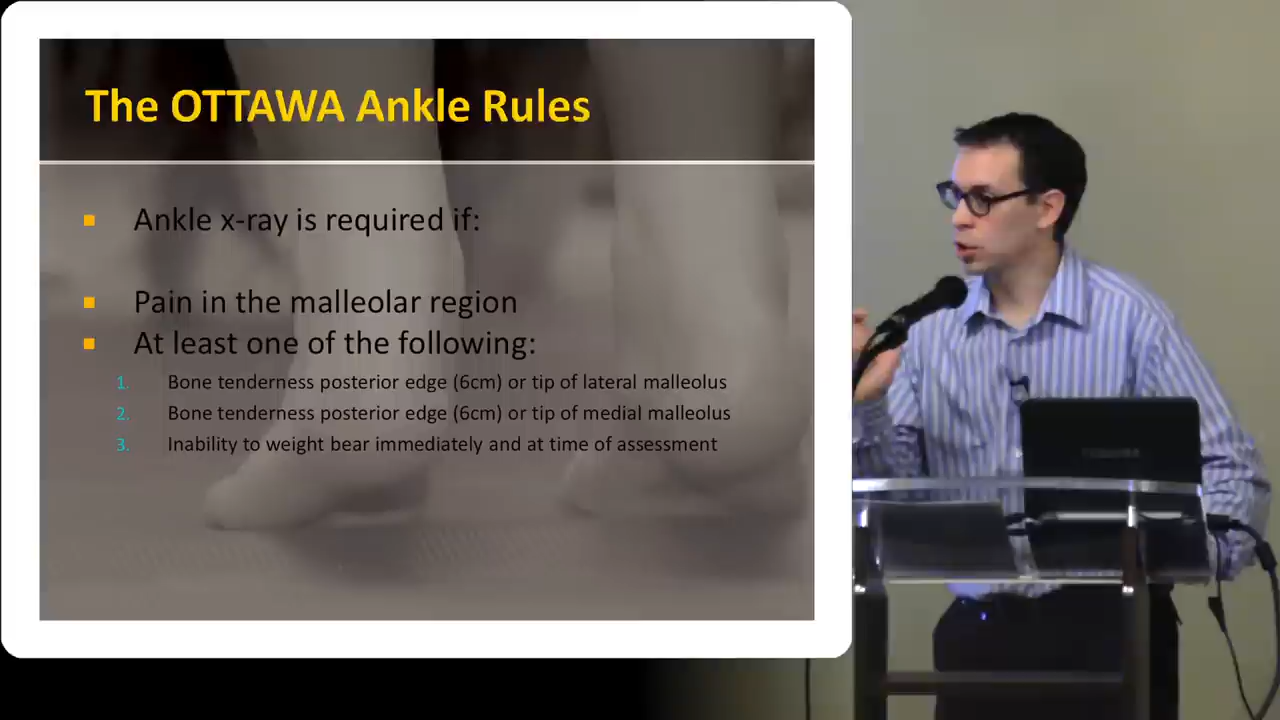 The OTTAWA Ankle Rules
■ Ankle x-ray is required if:
■ Pain in the malleolar region
■ At least one of the following:
1. Bone tenderness posterior edge (6cm) or tip of lateral malleolus
2. Bone tenderness posterior edge (6cm) or tip of medial malleolus
3. Inability to weight bear immediately and at time of assessment
TOSHIBA